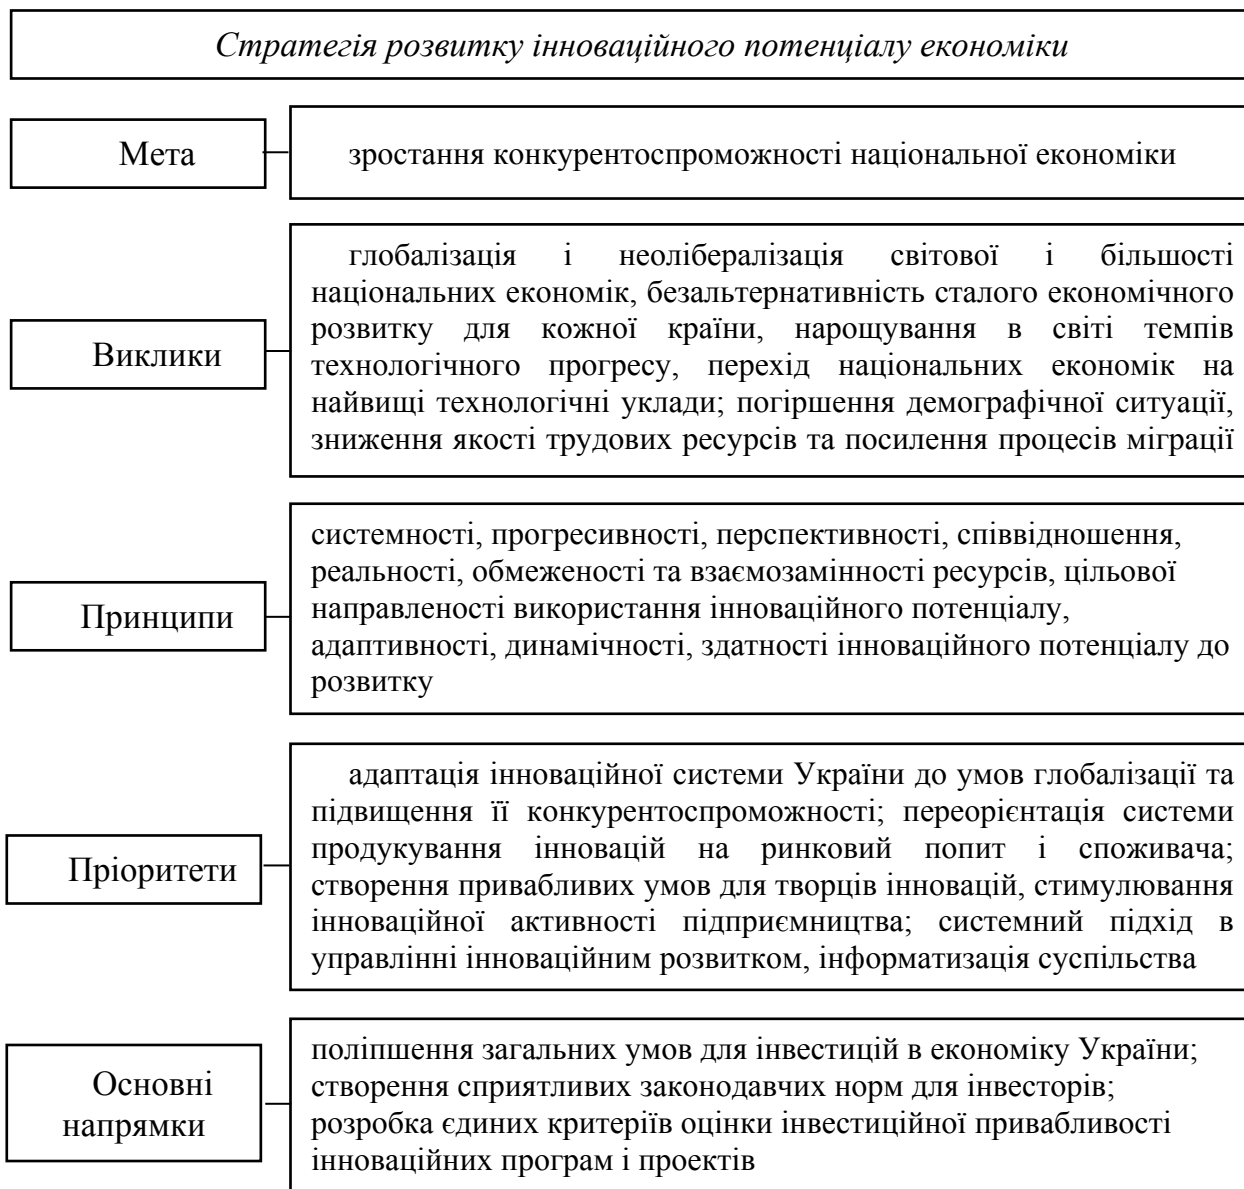 Стратегія розвитку інноваційного потенціалу економіки
Мета
зростання конкурентоспроможності національної економіки
Виклики
глобалізація і неолібералізація світової і більшості
національних економік, безальтернативність сталого економічного
розвитку для кожної країни, нарощування в світі темпів
технологічного прогресу, перехід національних економік на
найвищі технологічні уклади; погіршення демографічної ситуації,
зниження якості трудових ресурсів та посилення процесів міграції
Принципи
системності, прогресивності, перспективності, співвідношення,
реальності, обмеженості та взаємозамінності ресурсів, цільової
направленості використання інноваційного потенціалу,
адаптивності, динамічності, здатності інноваційного потенціалу до
розвитку
Пріоритети
адаптація інноваційної системи України до умов глобалізації та
підвищення її конкурентоспроможності; переорієнтація системи
продукування інновацій на ринковий попит і споживача;
створення привабливих умов для творців інновацій, стимулювання
інноваційної активності підприємництва; системний підхід в
управлінні інноваційним розвитком, інформатизація суспільства
Основні
напрямки
поліпшення загальних умов для інвестицій в економіку України;
створення сприятливих законодавчих норм для інвесторів;
розробка єдиних критеріїв оцінки інвестиційної привабливості
інноваційних програм і проектів